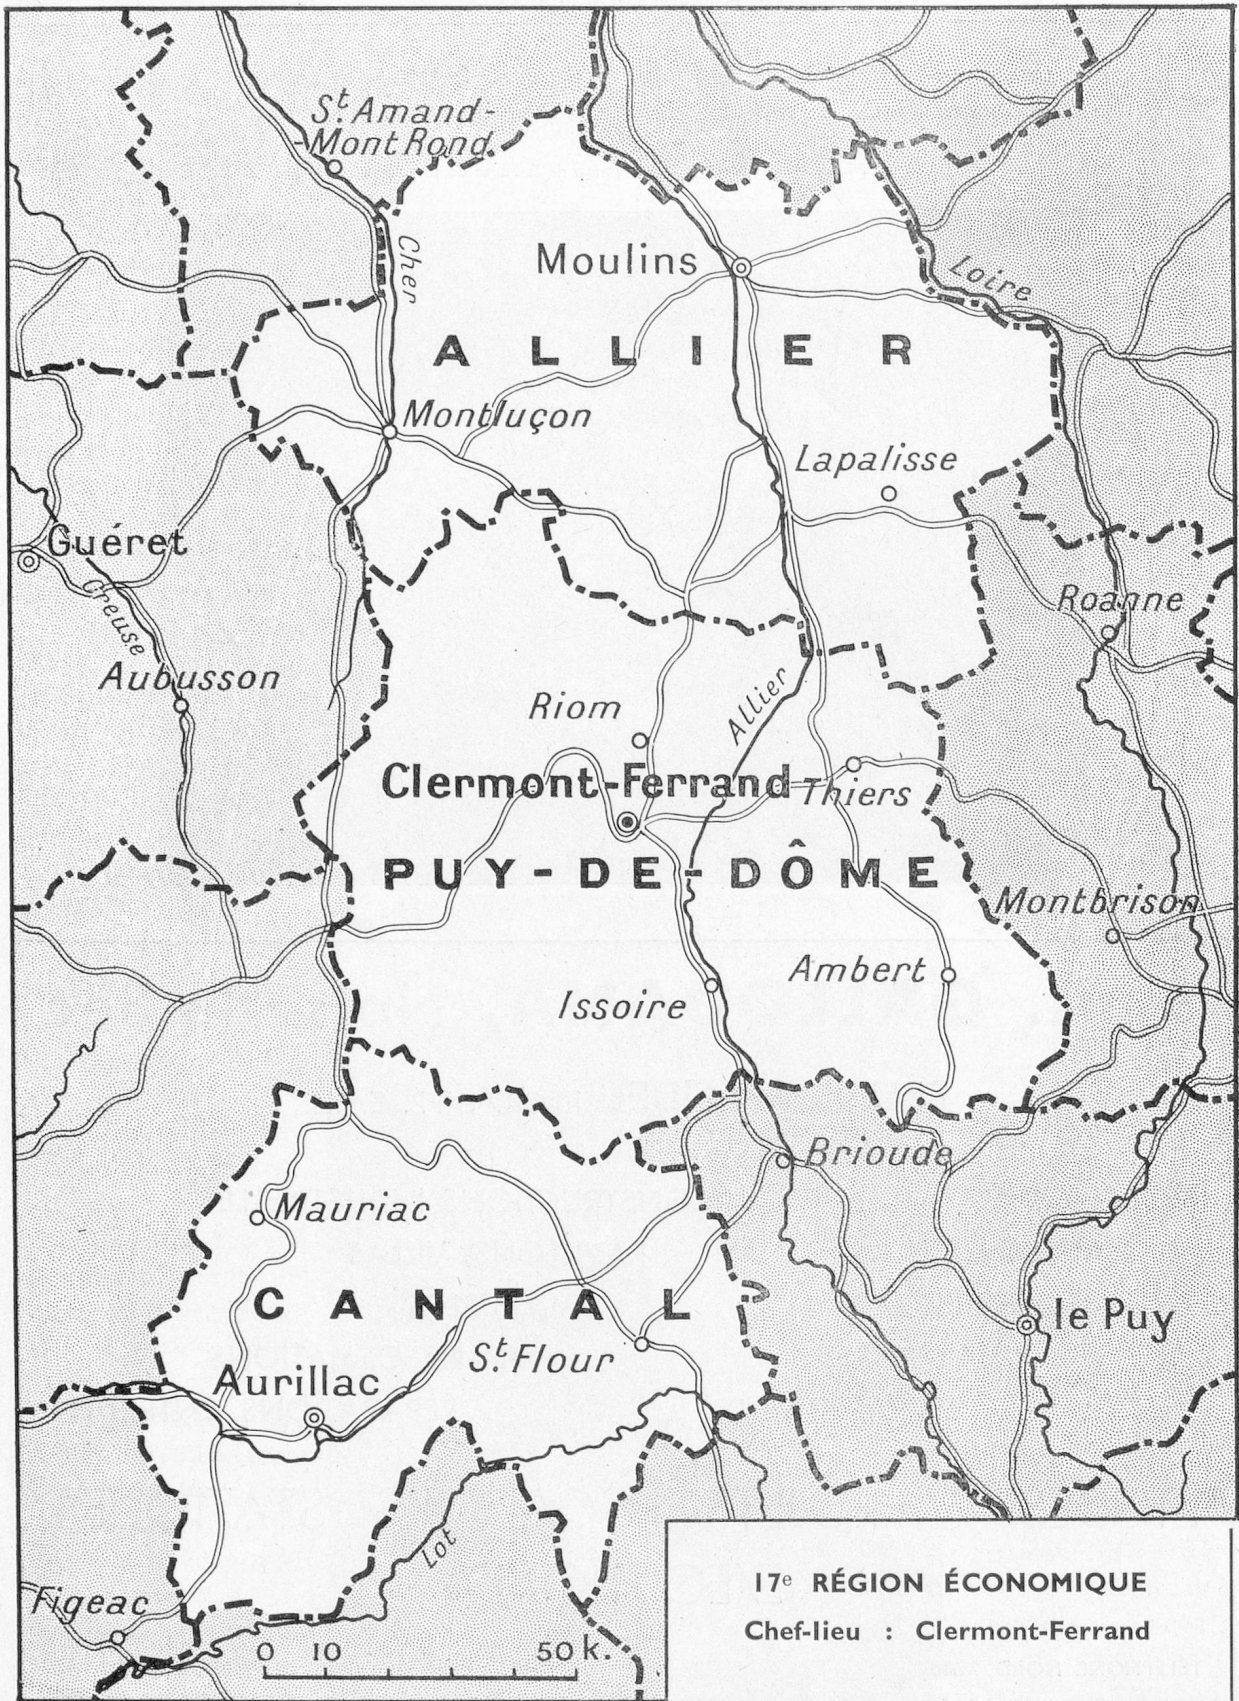 St. Amand-
-MontRond
Cher
Moulins
Loire
ALLIER
Montluçon
Lapalisse
Guéret
Creuse
Roanne
Aubusson
Riom
Allier
Clermont-Ferrand
Thiers
PUY-DE-DÔME
Montbrison
Ambert
Issoire
Brioude
Mauriac
CANTAL
le Puy
St. Flour
Aurillac
Lot
Figeac
0 10 50 k.
17e RÉGION ÉCONOMIQUE
Chef-lieu : Clermont-Ferrand